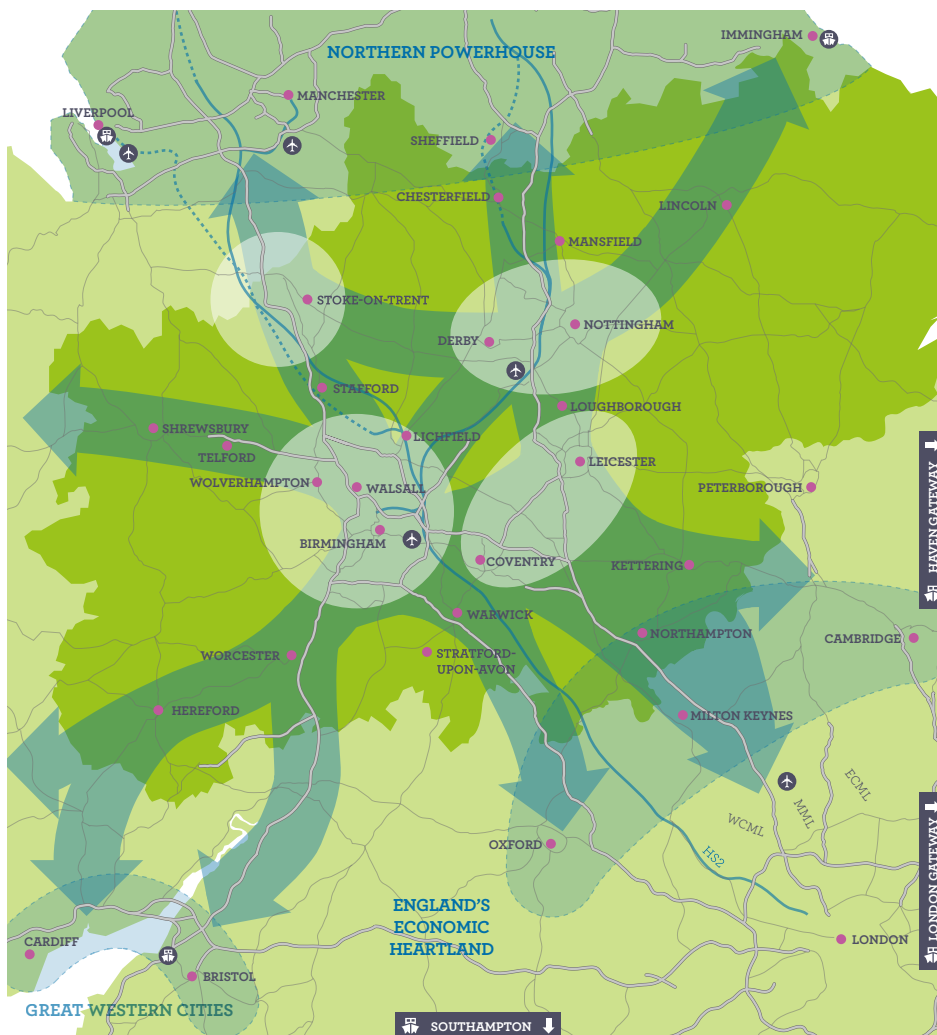 IMMINGHAM
NORTHERN POWERHOUSE
MANCHESTER
LIVERPOOL
SHEFFIELD
CHESTERFIELD
LINCOLN
MANSFIELD
STOKE-ON-TRENT
NOTTINGHAM
DERBY
STAFFORD
LOUGHBOROUGH
SHREWSBURY
LICHFIELD
TELFORD
LEICESTER
WOLVERHAMPTON
WALSALL
PETERBOROUGH
HAVEN GATEWAY
BIRMINGHAM
COVENTRY
KETTERING
WARWICK
NORTHAMPTON
CAMBRIDGE
WORCESTER
STRATFORD-
UPON-AVON
HEREFORD
MILTON KEYNES
ECML
MML
WCML
HS2
OXFORD
LONDON GATEWAY
ENGLAND'S
ECONOMIC
HEARTLAND
CARDIFF
LONDON
BRISTOL
GREAT WESTERN CITIES
SOUTHAMPTON